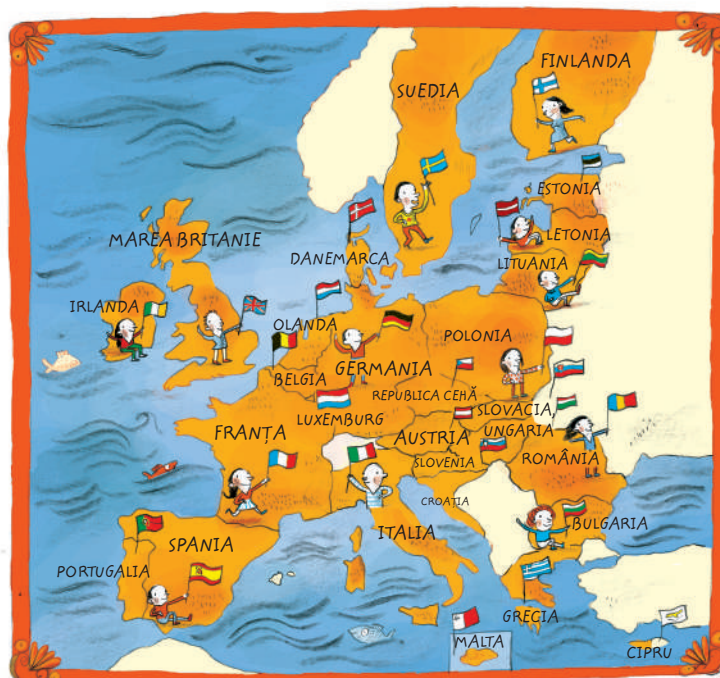 FINLANDA
SUEDIA
ESTONIA
LETONIA
MAREA BRITANIE
DANEMARCA
LITUANIA
IRLANDA
OLANDA
POLONIA
GERMANIA
BELGIA
REPUBLICA CEHĂ
LUXEMBURG
SLOVACIA,
UNGARIA
FRANȚA
AUSTRIA
SLOVENIA
ROMÂNIA
CROAȚIA
BULGARIA
ITALIA
SPANIA
PORTUGALIA
GRECIA
MALTA
CIPRU